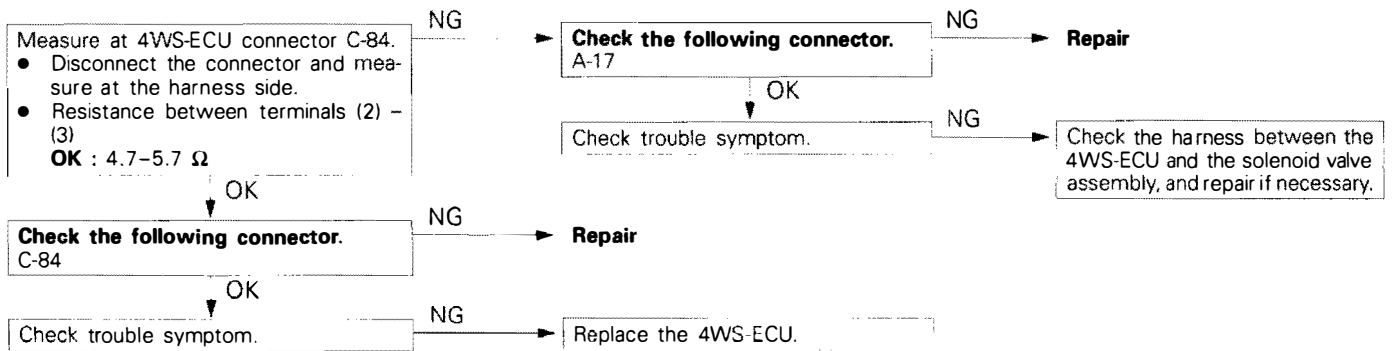 Measure at 4WS-ECU connector C-84.
● Disconnect the connector and mea-
sure at the harness side.
● Resistance between terminals (2) –
(3)
OK : 4.7–5.7 Ω
NG
Check the following connector.
A-17
NG
Repair
OK
Check trouble symptom.
NG
Check the harness between the
4WS-ECU and the solenoid valve
assembly, and repair if necessary.
OK
Check the following connector.
C-84
NG
Repair
OK
Check trouble symptom.
NG
Replace the 4WS-ECU.